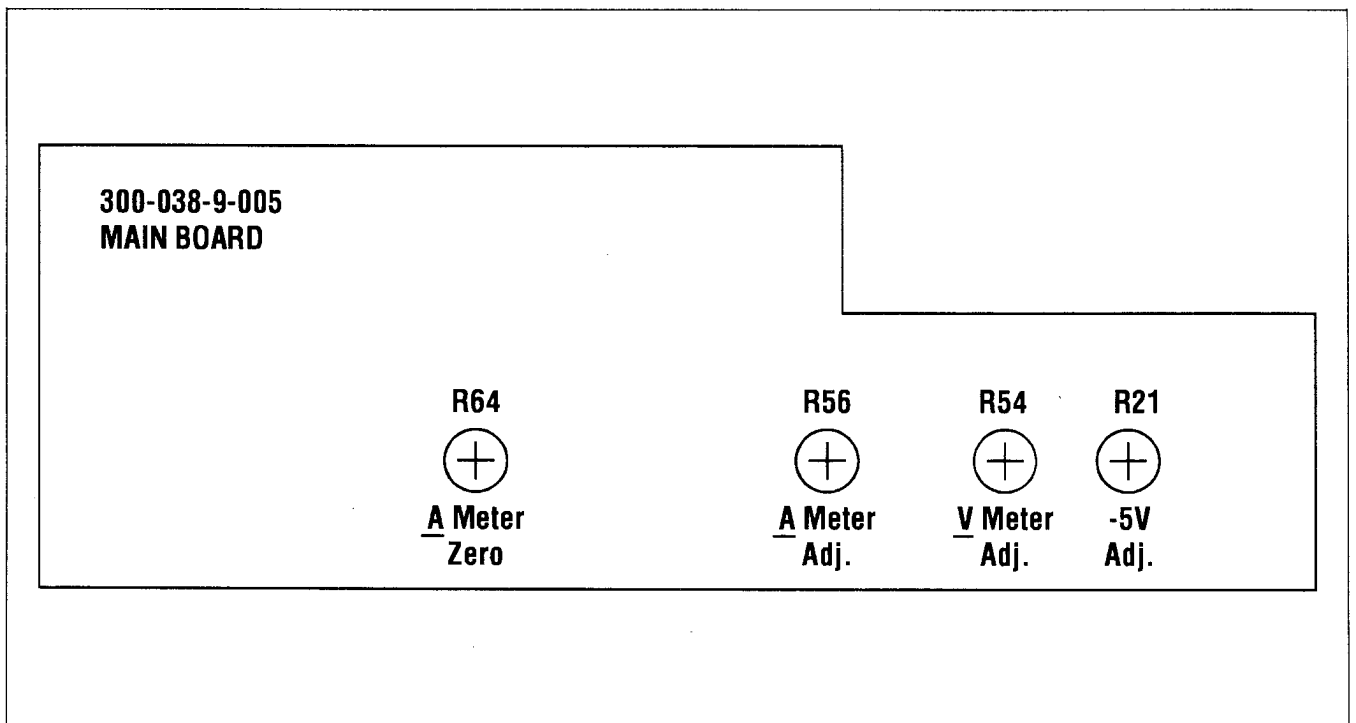 300-038-9-005
MAIN BOARD
R64
R56
R54
R21
A Meter
Zero
A Meter
Adj.
V Meter
Adj.
-5V
Adj.